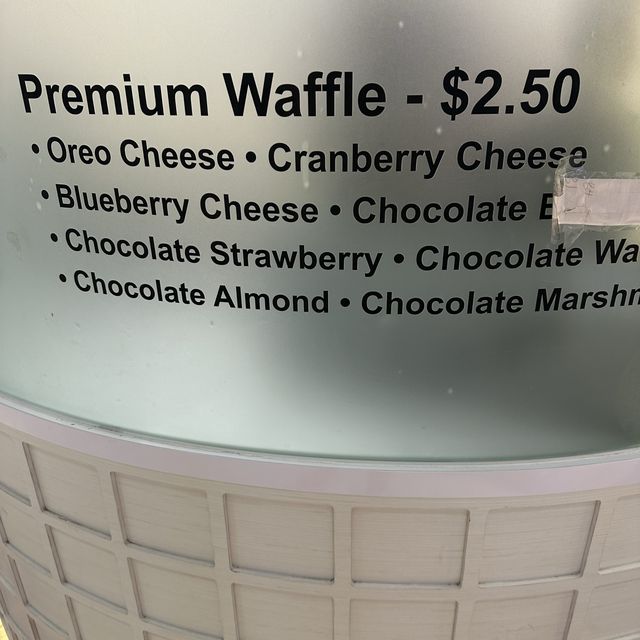 Premium Waffle - $2.50
• Oreo Cheese • Cranberry Cheese
• Blueberry Cheese • Chocolate
• Chocolate Strawberry • Chocolate
• Chocolate Almond • Chocolate